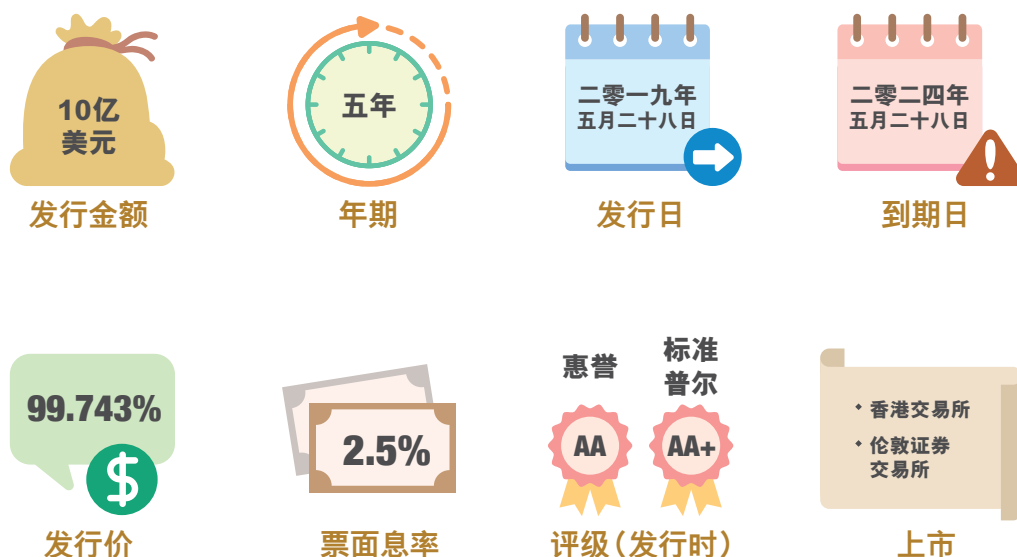 10亿
美元
发行金额
五年
年期
二零一九年
五月二十八日
发行日
二零二四年
五月二十八日
到期日
99.743%
$
发行价
2.5%
票面息率
惠誉
AA
标准
普尔
AA+
评级(发行时)
• 香港交易所
• 伦敦证券
交易所
上市